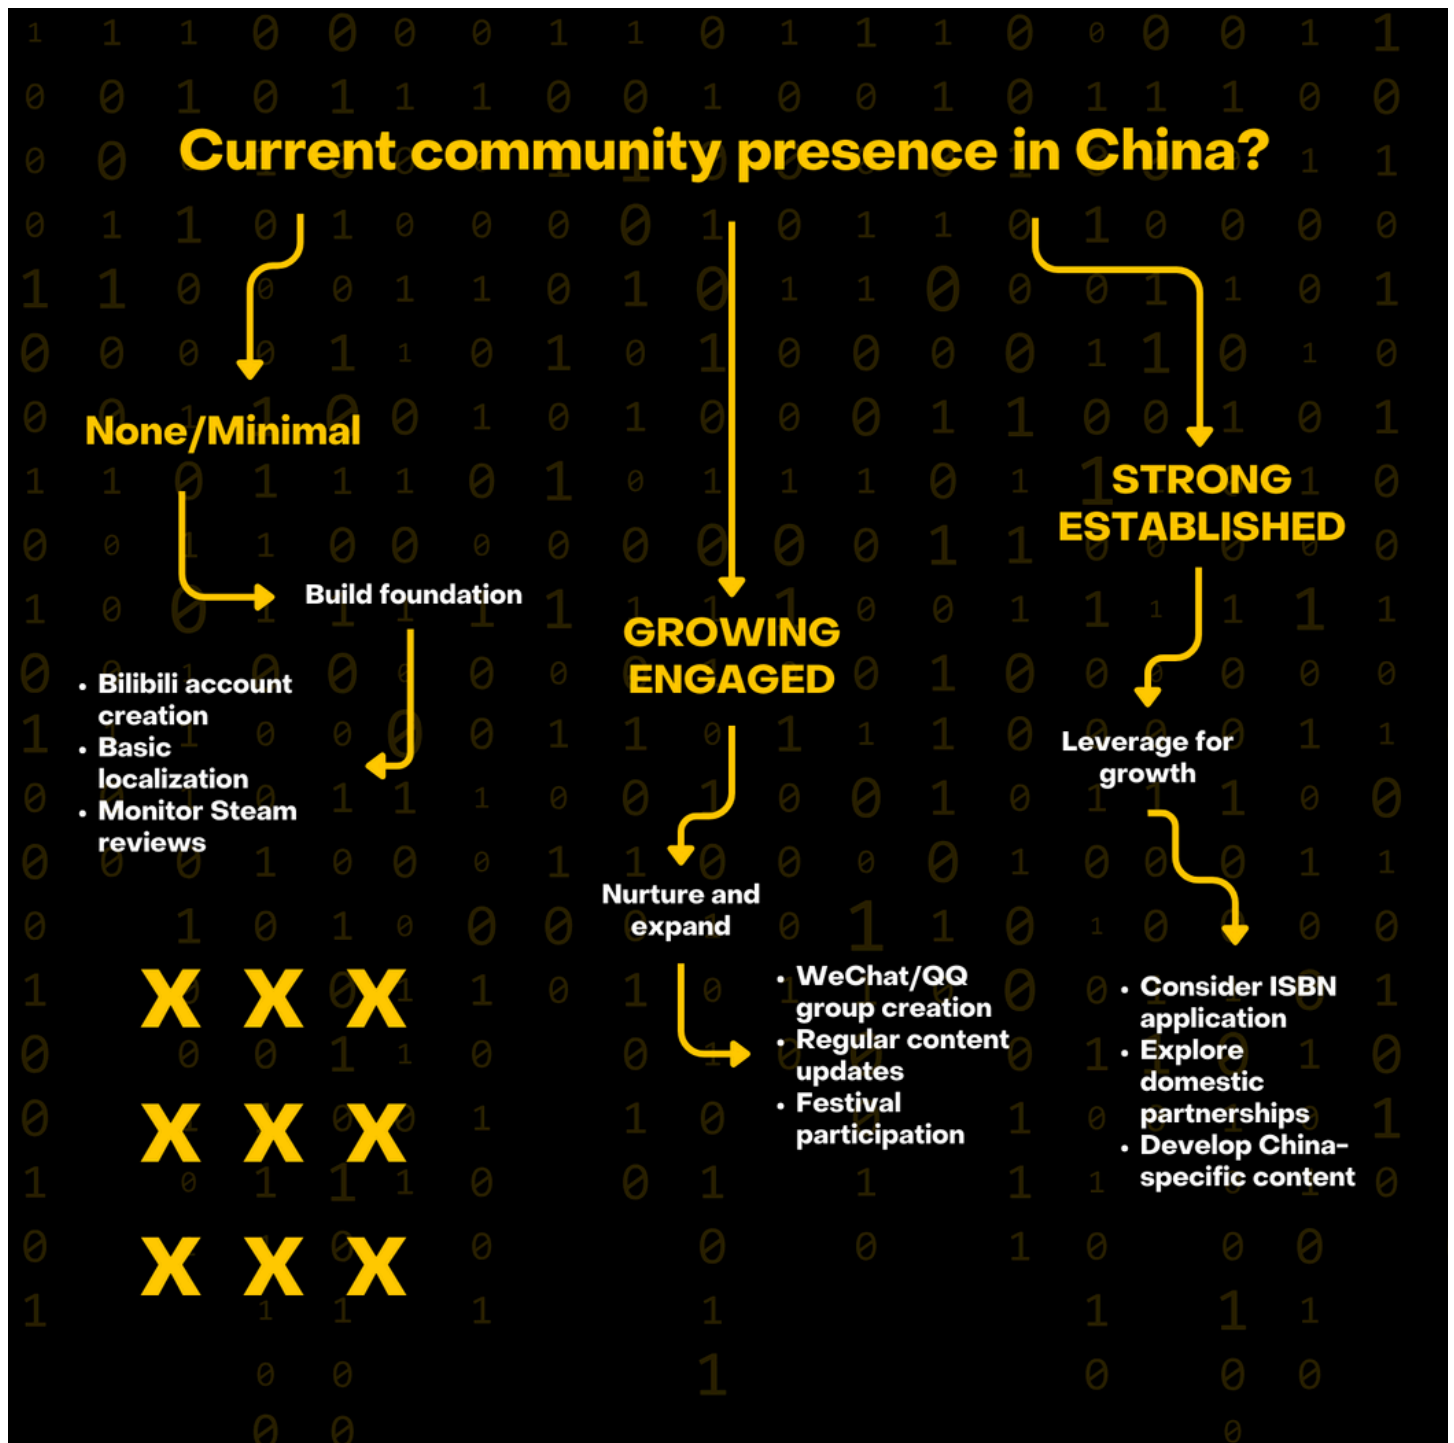 Current community presence in China?
None/Minimal
Build foundation
• Bilibili account
creation
• Basic
localization
• Monitor Steam
reviews
GROWING
ENGAGED
Nurture and
expand
• WeChat/QQ
group creation
• Regular content
updates
• Festival
participation
STRONG
ESTABLISHED
Leverage for
growth
• Consider ISBN
application
• Explore
domestic
partnerships
• Develop China-
specific content
X X X
X X X
X X X